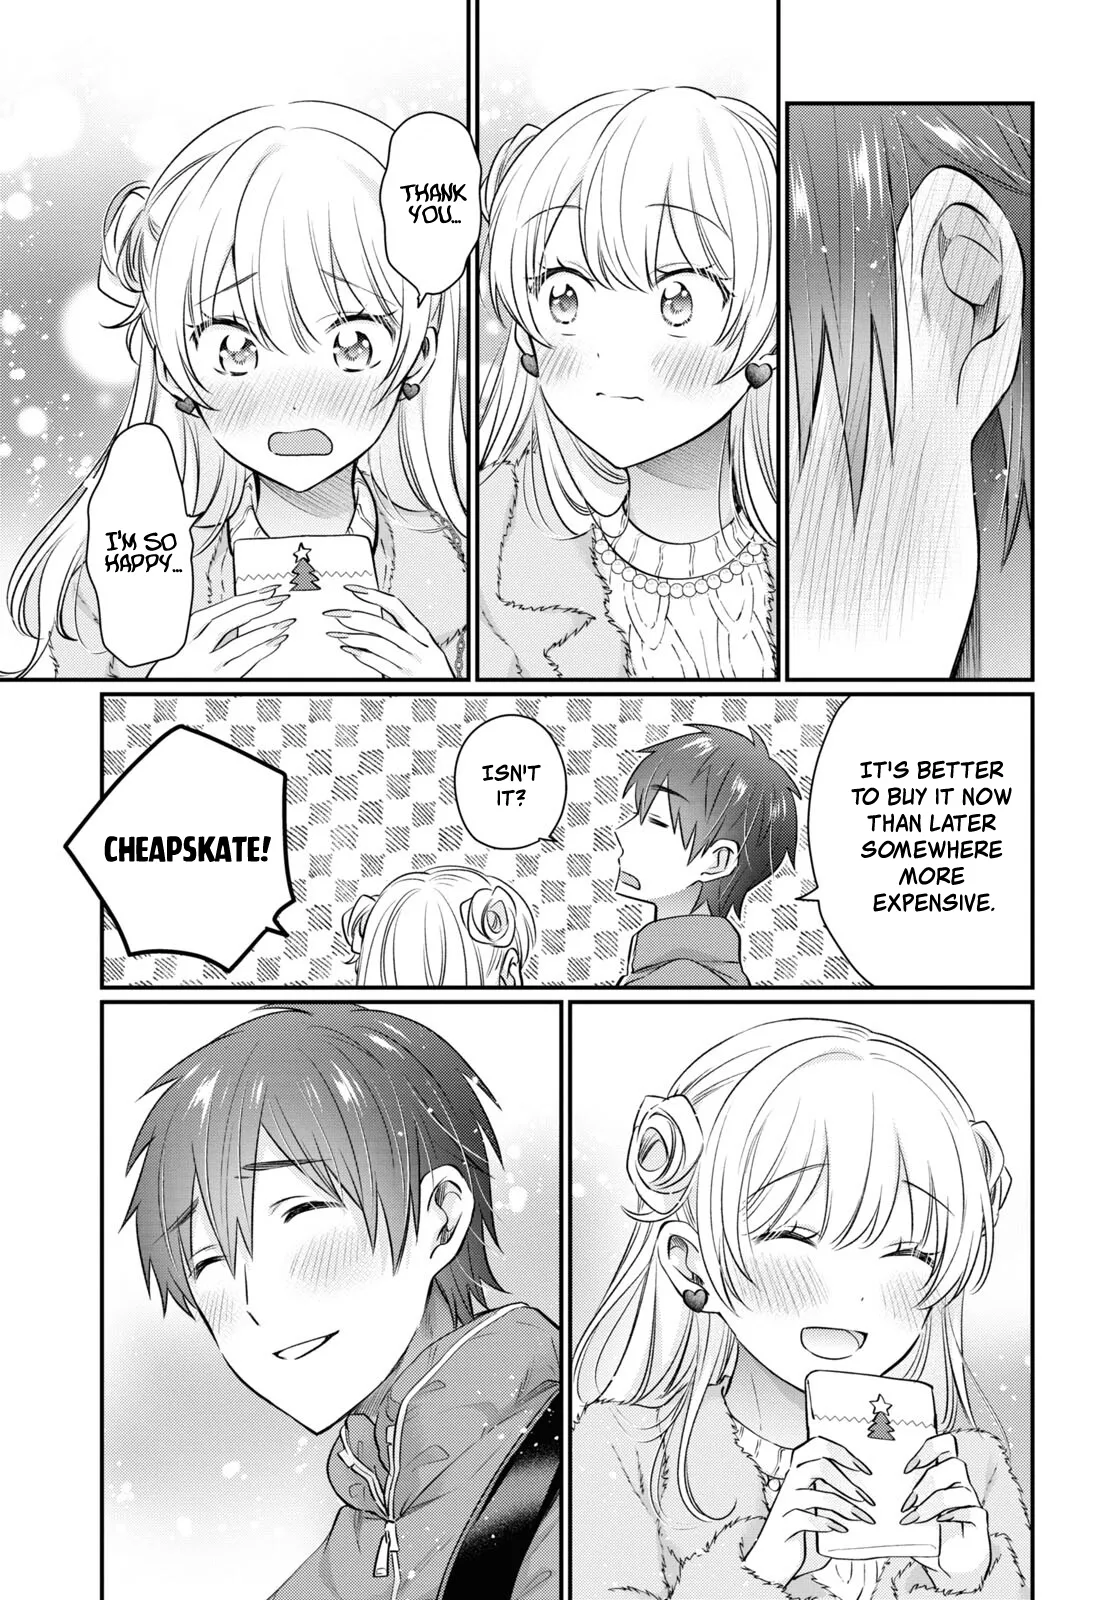 THANK
YOU...
I'M SO
HAPPY...
IT'S BETTER
TO BUY IT NOW
THAN LATER
SOMEWHERE
MORE
EXPENSIVE.
ISN'T
IT?
CHEAPSKATE!